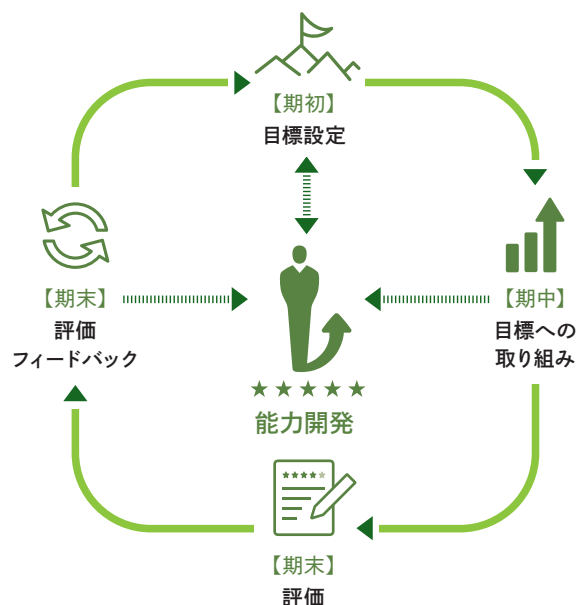 【期初】
目標設定
【期末】
評価
フィードバック
【期中】
目標への
取り組み
能力開発
【期末】
評価